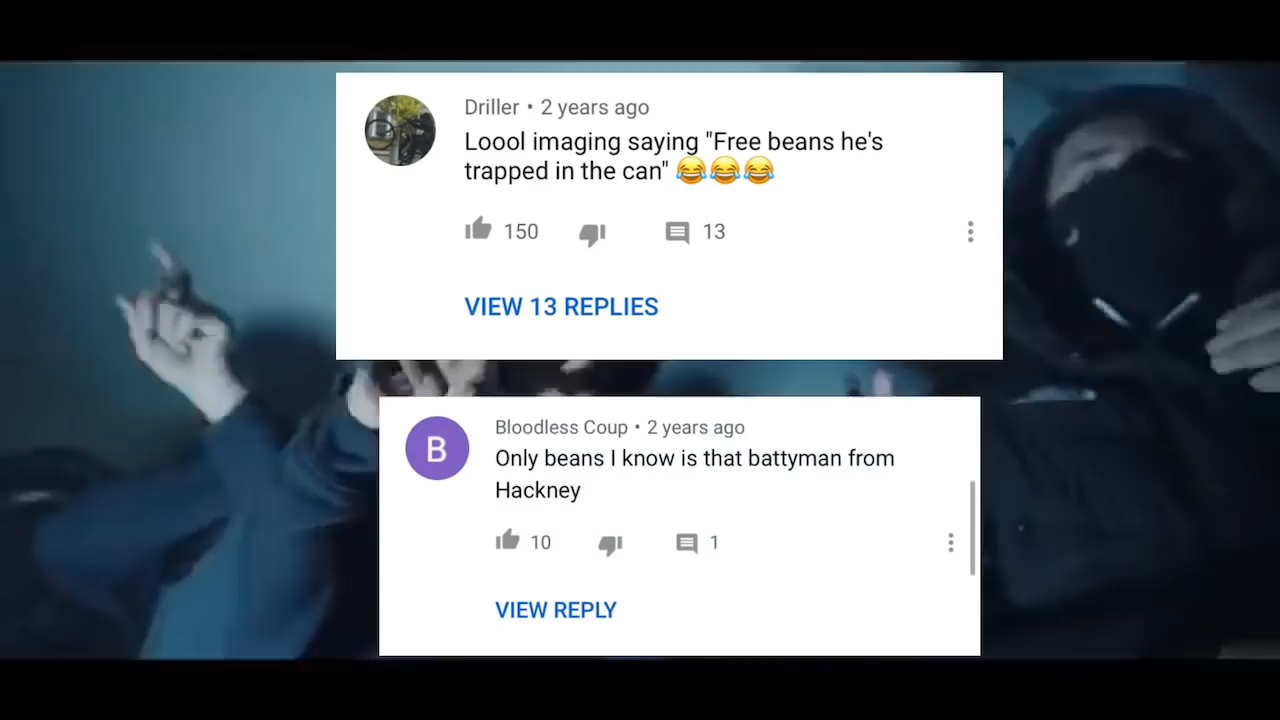 Driller • 2 years ago
Loool imaging saying "Free beans he's
trapped in the can" 😂😂😂
150
13
VIEW 13 REPLIES
B
Bloodless Coup • 2 years ago
Only beans I know is that battyman from
Hackney
10
1
VIEW REPLY